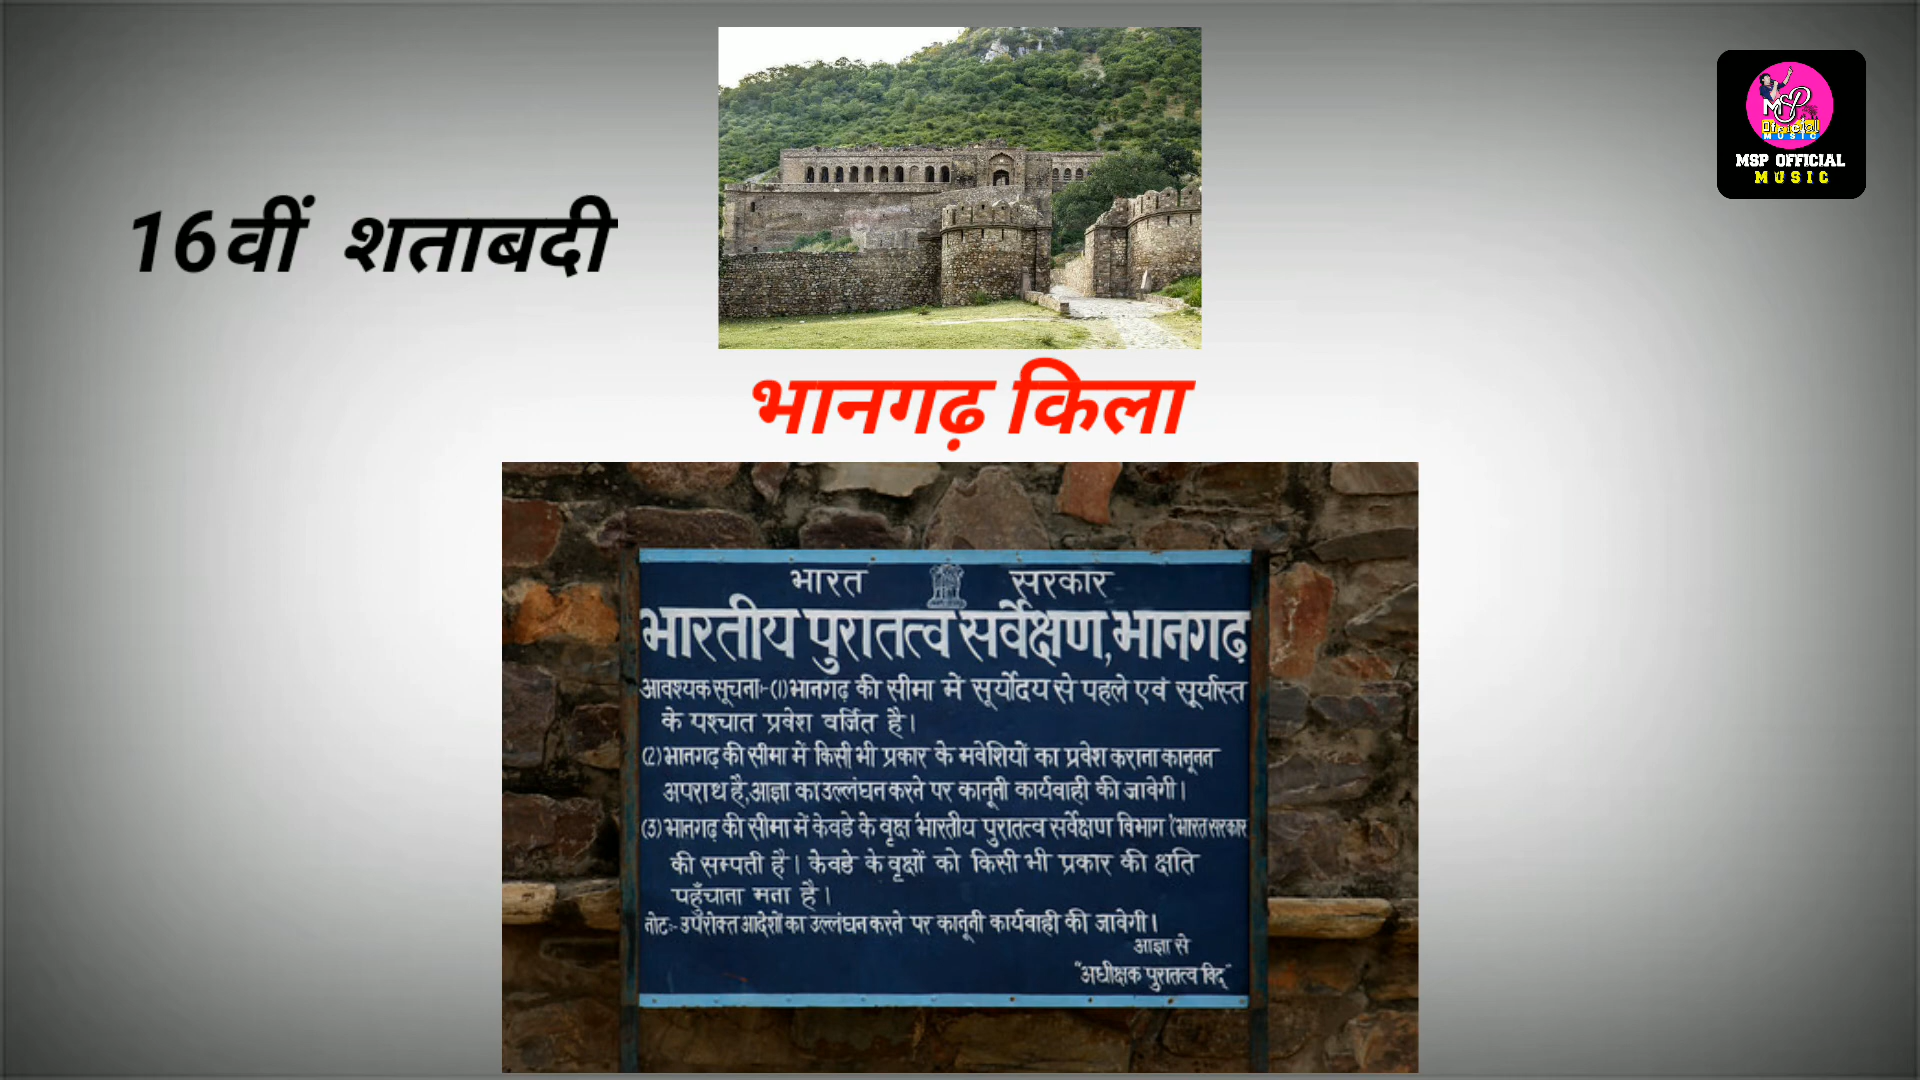 MSP
Official
MUSIC
MSP OFFICIAL
MUSIC
16वीं शताबदी
भानगढ़ किला
भारत सरकार
भारतीय पुरातत्व सर्वेक्षण, भानगढ़
आवश्यक सूचना:-(1) भानगढ़ की सीमा में सूर्योदय से पहले एवं सूर्यास्त
के पश्चात प्रवेश वर्जित है।
(2) भानगढ़ की सीमा में किसी भी प्रकार के मवेशियों का प्रवेश कराना कानूनन
अपराध है, आज्ञा का उल्लंघन करने पर कानूनी कार्यवाही की जावेगी।
(3) भानगढ़ की सीमा में केवडे के वृक्ष भारतीय पुरातत्व सर्वेक्षण विभाग (भारत सरकार
की सम्पती है। केवडे के वृक्षों को किसी भी प्रकार की क्षति
पहुँचाना मना है।
नोट:- उपरोक्त आदेशों का उल्लंघन करने पर कानूनी कार्यवाही की जावेगी।
आज्ञा से
"अधीक्षक पुरातत्व विद्"